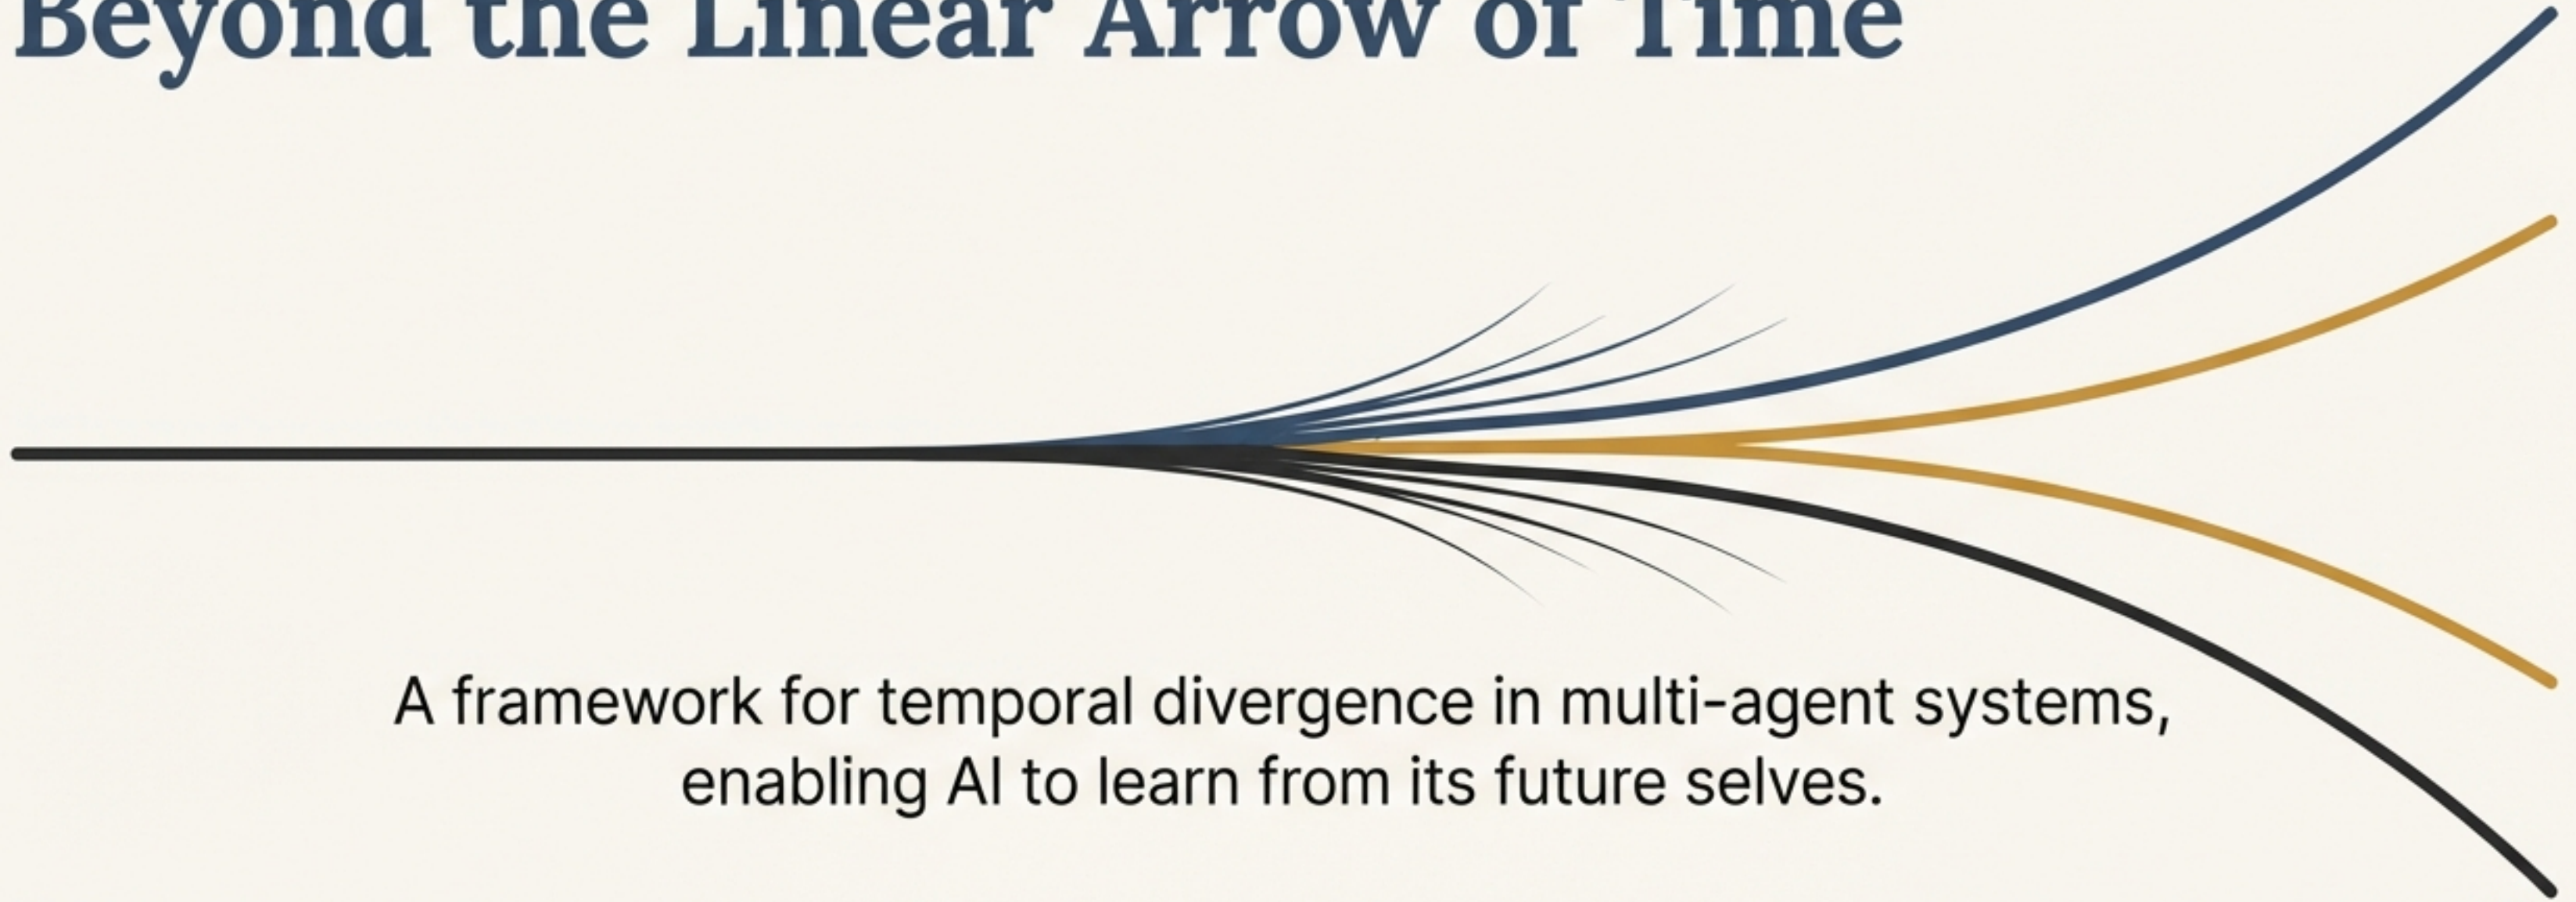 Beyond the Linear Arrow of Time
A framework for temporal divergence in multi-agent systems,
enabling AI to learn from its future selves.